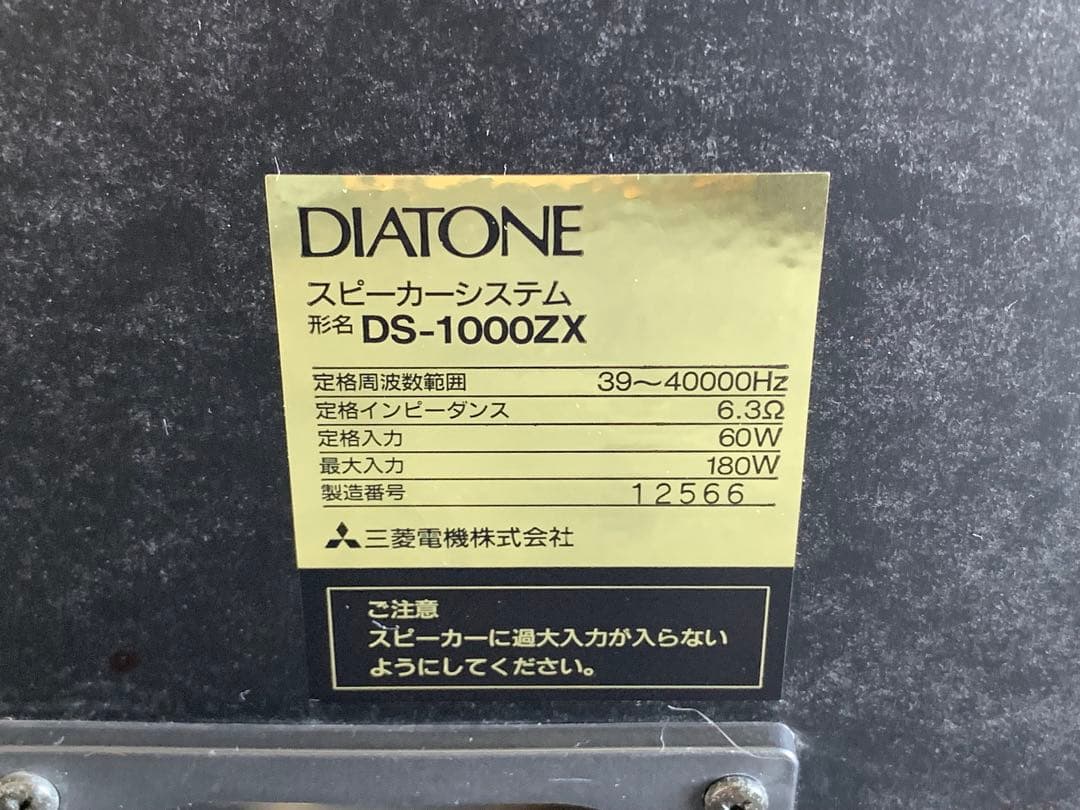 DIATONE
スピーカーシステム
形名 DS-1000ZX
定格周波数範囲 39〜40000Hz
定格インピーダンス 6.3Ω
定格入力 60W
最大入力 180W
製造番号 12566
三菱電機株式会社
ご注意
スピーカーに過大入力が入らない
ようにしてください。